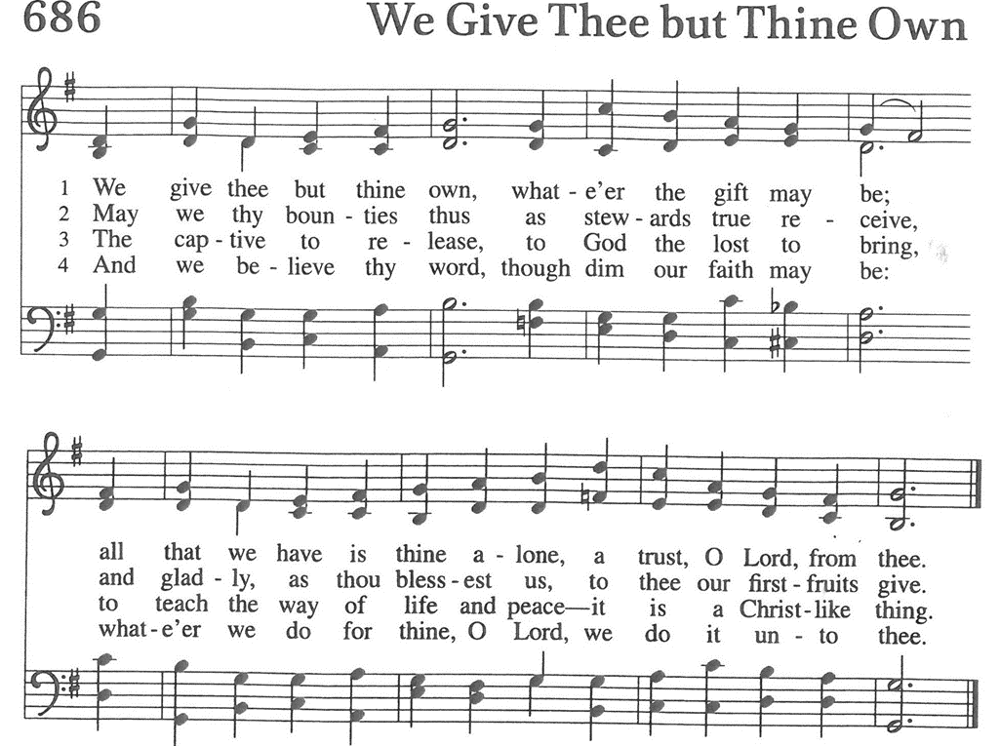 686 We Give Thee but Thine Own
1 We give thee but thine own, what - e'er the gift may be;
2 May we thy boun - ties thus as stew - ards true re - ceive,
3 The cap - tive to re - lease, to God the lost to bring,
4 And we be - lieve thy word, though dim our faith may be:
all that we have is thine a - lone, a trust, O Lord, from thee.
and glad - ly, as thou bless - est us, to thee our first - fruits give.
to teach the way of life and peace—it is a Christ - like thing.
what - e'er we do for thine, O Lord, we do it un - to thee.